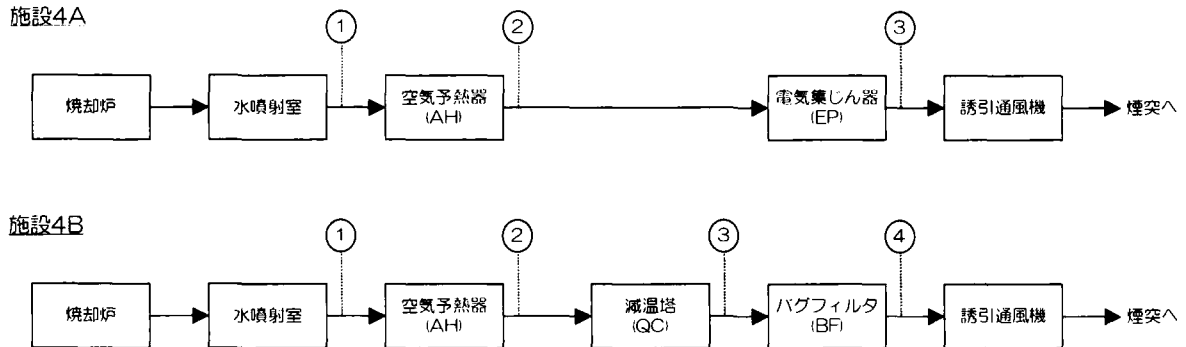 施設4A
① ② ③
焼却炉 水噴射室 空気予熱器 電気集じん器 誘引通風機 煙突へ
(AH) (EP)
施設4B
① ② ③ ④
焼却炉 水噴射室 空気予熱器 減温塔 バグフィルタ 誘引通風機 煙突へ
(AH) (QC) (BF)